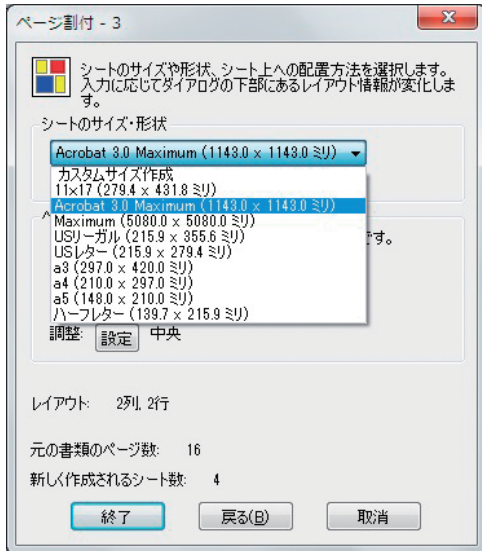 ページ割付 - 3
シートのサイズや形状、シート上への配置方法を選択します。
入力に応じてダイアログの下部にあるレイアウト情報が変化しま
す。
シートのサイズ・形状
Acrobat 3.0 Maximum (1143.0 x 1143.0 ミリ)
カスタムサイズ作成
11×17 (279.4 x 431.8 ミリ)
Acrobat 3.0 Maximum (1143.0 x 1143.0 ミリ)
Maximum (5080.0 x 5080.0 ミリ)
USリーガル (215.9 x 355.6 ミリ)
す。
USレター (215.9 x 279.4 ミリ)
a3 (297.0 x 420.0 ミリ)
a4 (210.0 x 297.0 ミリ)
a5 (148.0 x 210.0 ミリ)
ハーフレター (139.7 x 215.9 ミリ)
調整: 設定 中央
レイアウト: 2列, 2行
元の書類のページ数: 16
新しく作成されるシート数: 4
終了 戻る(B) 取消